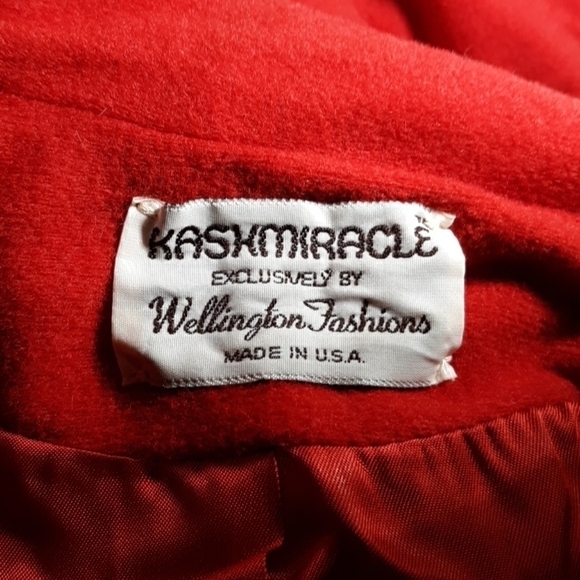 KASHMIRACLE
EXCLUSIVELY BY
Wellington Fashions
MADE IN U.S.A.